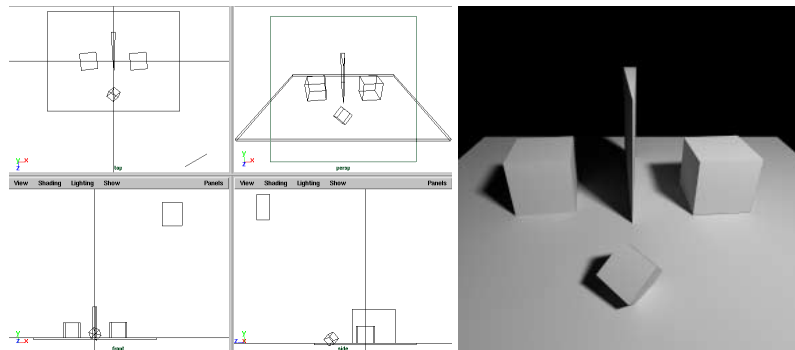 y x
z
top
y x
z
persp
View Shading Lighting Show Panels
View Shading Lighting Show Panels
y
z x
front
y
z x
side